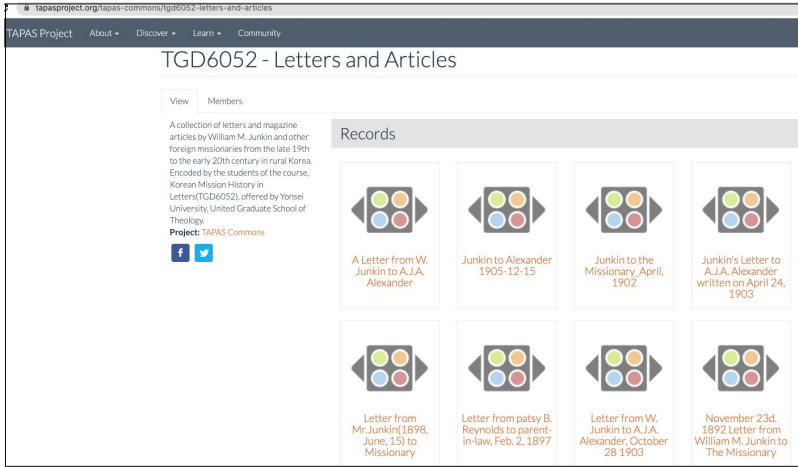 tapasproject.org/tapas-commons/tgd6052-letters-and-articles
TAPAS Project About Discover Learn Community
TGD6052 - Letters and Articles
View Members
A collection of letters and magazine
articles by William M. Junkin and other
foreign missionaries from the late 19th
to the early 20th century in rural Korea.
Encoded by the students of the course,
Korean Mission History in
Letters(TGD6052), offered by Yonsei
University, United Graduate School of
Theology.
Project: TAPAS Commons
Records
A Letter from W.
Junkin to A.J.A.
Alexander
Junkin to Alexander
1905-12-15
Junkin to the
Missionary_April,
1902
Junkin's Letter to
A.J.A. Alexander
written on April 24,
1903
Letter from
Mr.Junkin(1898,
June, 15) to
Missionary
Letter from patsy B.
Reynolds to parent-
in-law, Feb. 2, 1897
Letter from W.
Junkin to A.J.A.
Alexander, October
28 1903
November 23d.
1892 Letter from
William M. Junkin to
The Missionary